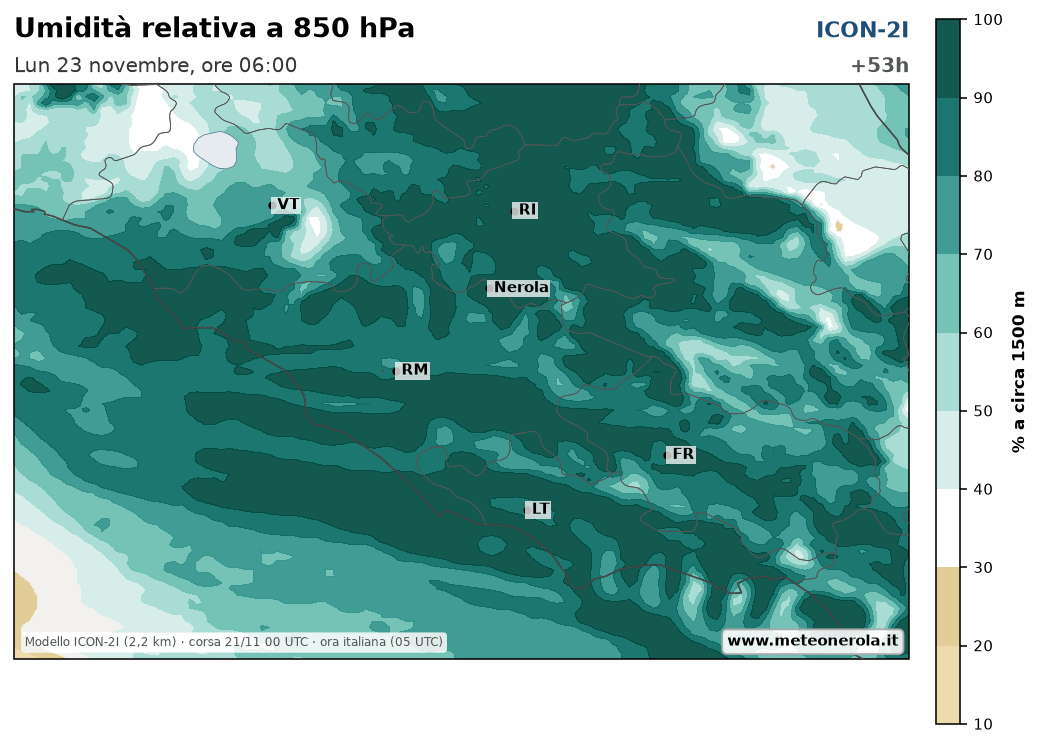 Umidità relativa a 850 hPa
ICON-2I
Lun 23 novembre, ore 06:00
+53h
VT
RI
Nerola
RM
FR
LT
Modello ICON-2I (2,2 km) · corsa 21/11 00 UTC · ora italiana (05 UTC)
www.meteonerola.it
100
90
80
70
60
50
40
30
20
10
% a circa 1500 m